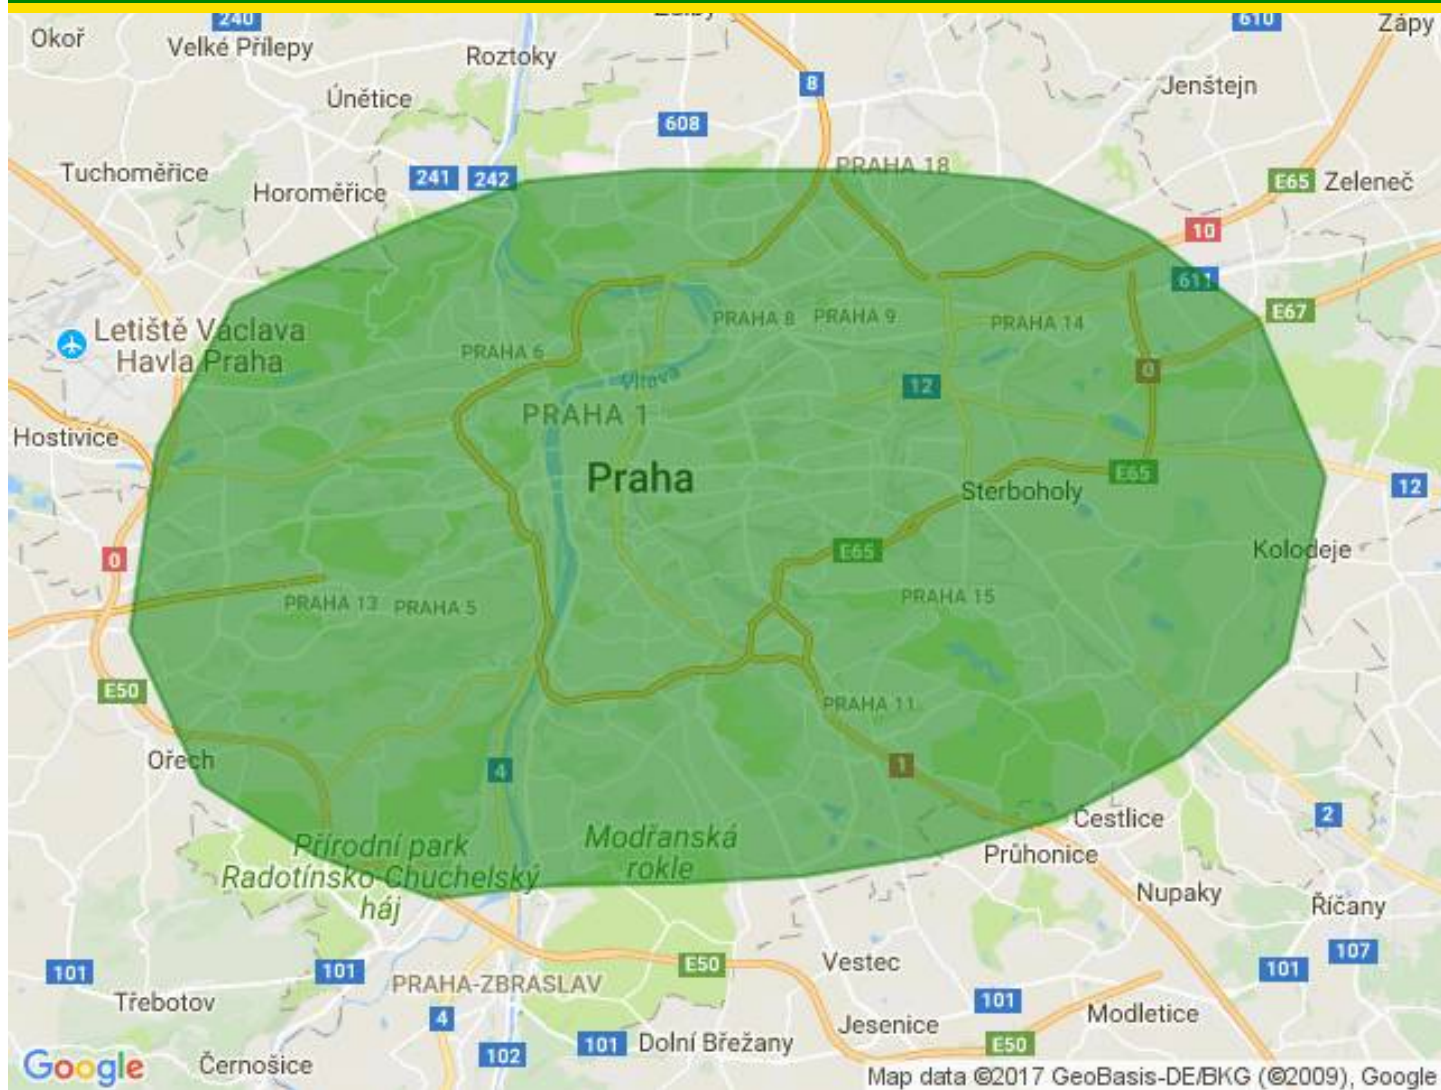 240
610
Okoř
Velké Přílepy
Zápy
Roztoky
8
Jenštejn
Únětice
608
PRAHA 18
Tuchoměřice
241
242
E65
Zeleneč
Horoměřice
10
611
E67
PRAHA 8
PRAHA 9
PRAHA 14
Letiště Václava
Havla Praha
PRAHA 6
0
Vltava
12
PRAHA 1
Hostivice
Praha
E65
Sterboholy
12
0
E65
Kolodeje
PRAHA 13
PRAHA 5
PRAHA 15
E50
PRAHA 11
Ořech
4
1
2
Čestlice
Přírodní park
Radotínsko-Chuchelský
háj
Modřanská
rokle
Průhonice
Nupaky
Říčany
107
101
101
E50
Vestec
101
PRAHA-ZBRASLAV
Třebotov
101
4
Modletice
Jesenice
101
Dolní Břežany
E50
102
Google
Černošice
Map data ©2017 GeoBasis-DE/BKG (©2009), Google